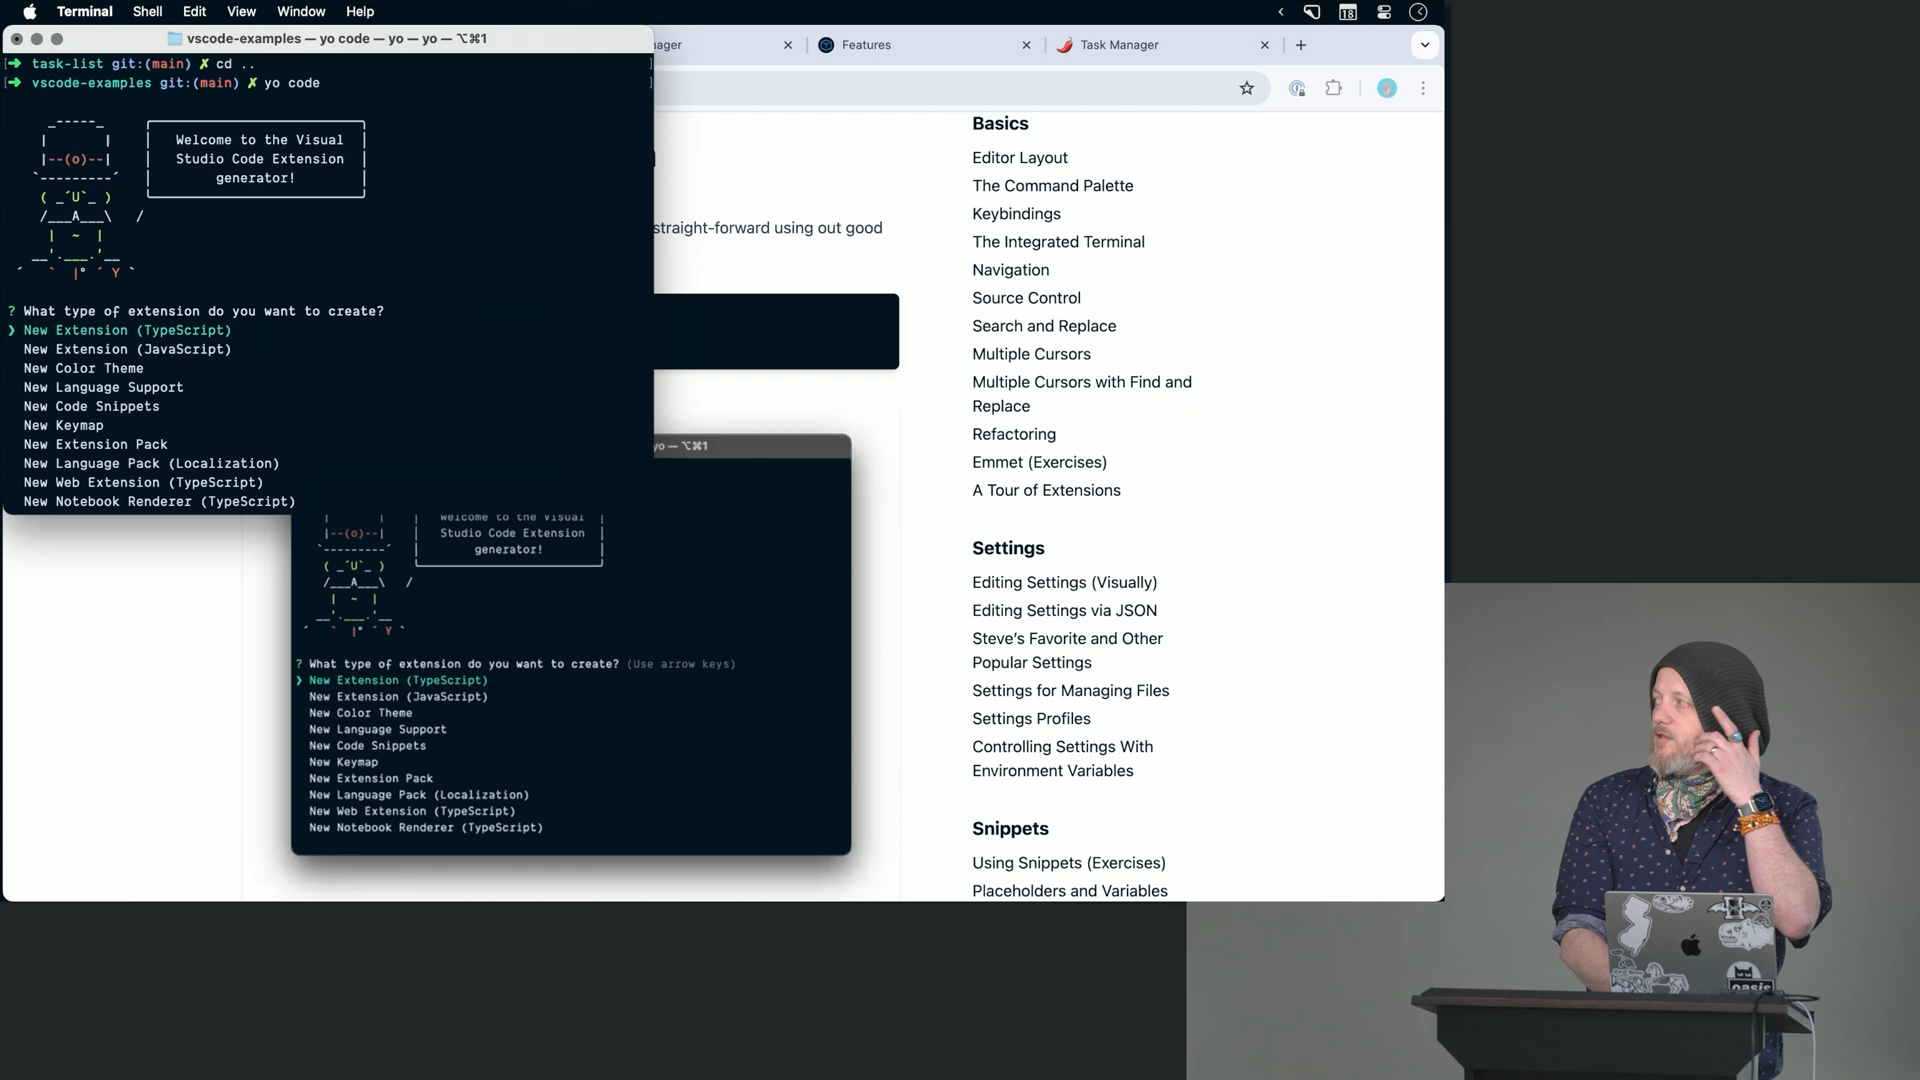 Terminal Shell Edit View Window Help
18
vscode-examples — yo code — yo — yo — ⌥⌘1
ager
Features
Task Manager
task-list git:(main) ✗ cd ..
vscode-examples git:(main) ✗ yo code
Welcome to the Visual
Studio Code Extension
generator!
? What type of extension do you want to create?
❯ New Extension (TypeScript)
New Extension (JavaScript)
New Color Theme
New Language Support
New Code Snippets
New Keymap
New Extension Pack
New Language Pack (Localization)
New Web Extension (TypeScript)
New Notebook Renderer (TypeScript)
straight-forward using out good
yo — ⌥⌘1
Welcome to the Visual
Studio Code Extension
generator!
? What type of extension do you want to create? (Use arrow keys)
❯ New Extension (TypeScript)
New Extension (JavaScript)
New Color Theme
New Language Support
New Code Snippets
New Keymap
New Extension Pack
New Language Pack (Localization)
New Web Extension (TypeScript)
New Notebook Renderer (TypeScript)
Basics
Editor Layout
The Command Palette
Keybindings
The Integrated Terminal
Navigation
Source Control
Search and Replace
Multiple Cursors
Multiple Cursors with Find and
Replace
Refactoring
Emmet (Exercises)
A Tour of Extensions
Settings
Editing Settings (Visually)
Editing Settings via JSON
Steve’s Favorite and Other
Popular Settings
Settings for Managing Files
Settings Profiles
Controlling Settings With
Environment Variables
Snippets
Using Snippets (Exercises)
Placeholders and Variables
oasis